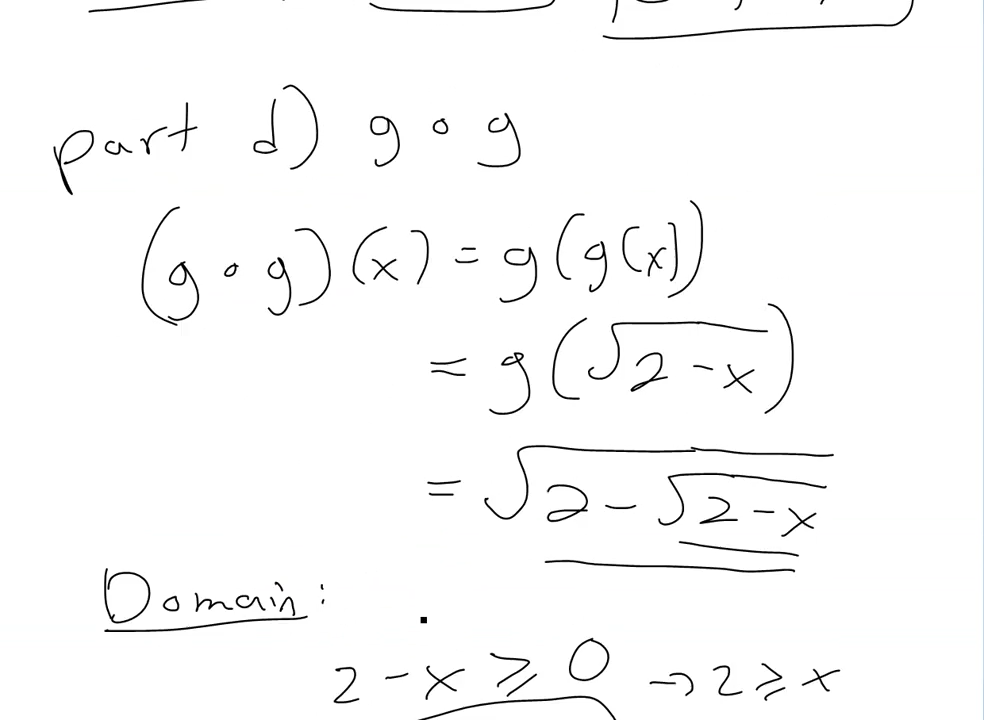 part d) g ∘ g
(g ∘ g)(x) = g(g(x))
= g(√(2-x))
= √(2-√(2-x))
Domain:
2-x ⩾ 0 → 2 ⩾ x